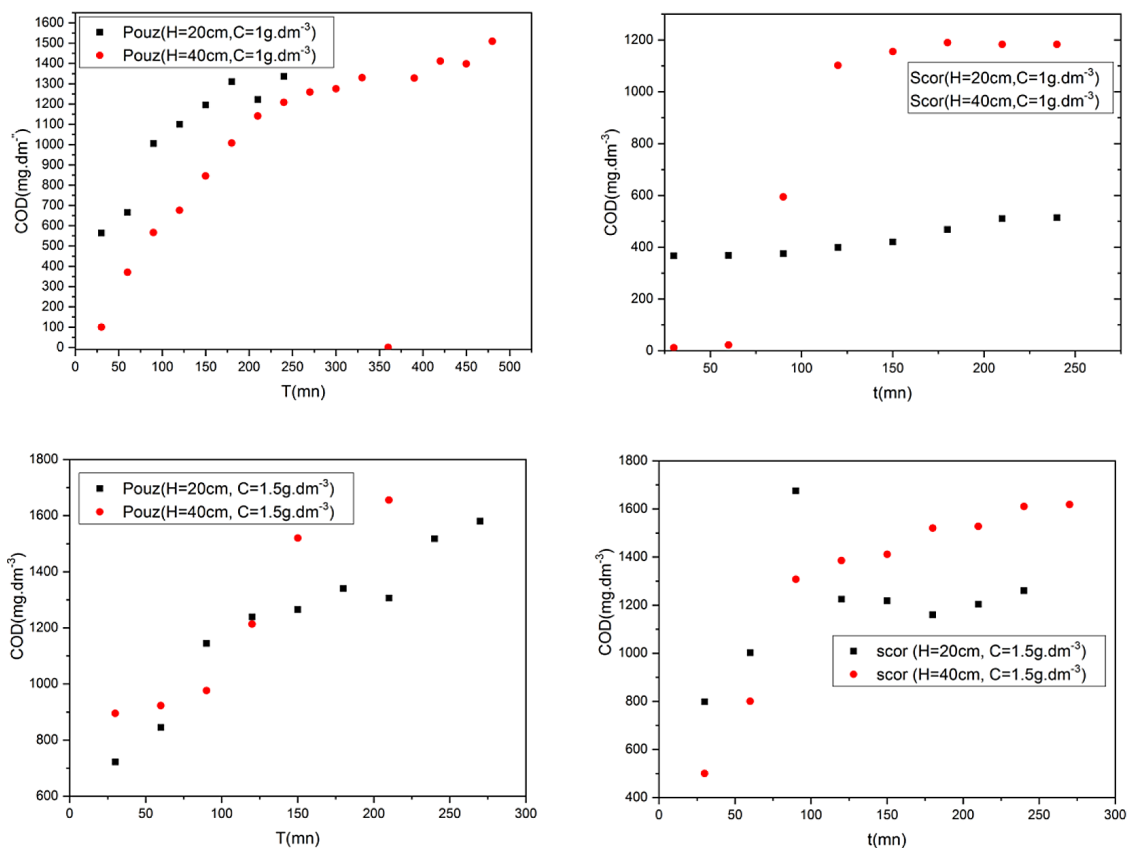 1600
1500
1400
1300
1200
1100
1000
900
800
700
600
500
400
300
200
100
0
COD(mg.dm⁻")
Pouz(H=20cm,C=1g.dm⁻³)
Pouz(H=40cm,C=1g.dm⁻³)
0 50 100 150 200 250 300 350 400 450 500
T(mn)
1200
1000
800
600
400
200
0
COD(mg.dm⁻³)
Scor(H=20cm,C=1g.dm⁻³)
Scor(H=40cm,C=1g.dm⁻³)
50 100 150 200 250
t(mn)
1800
1600
1400
1200
1000
800
600
COD(mg.dm⁻³)
Pouz(H=20cm, C=1.5g.dm⁻³)
Pouz(H=40cm, C=1.5g.dm⁻³)
0 50 100 150 200 250 300
T(mn)
1800
1600
1400
1200
1000
800
600
400
COD(mg.dm⁻³)
scor (H=20cm, C=1.5g.dm⁻³)
scor (H=40cm, C=1.5g.dm⁻³)
0 50 100 150 200 250 300
t(mn)